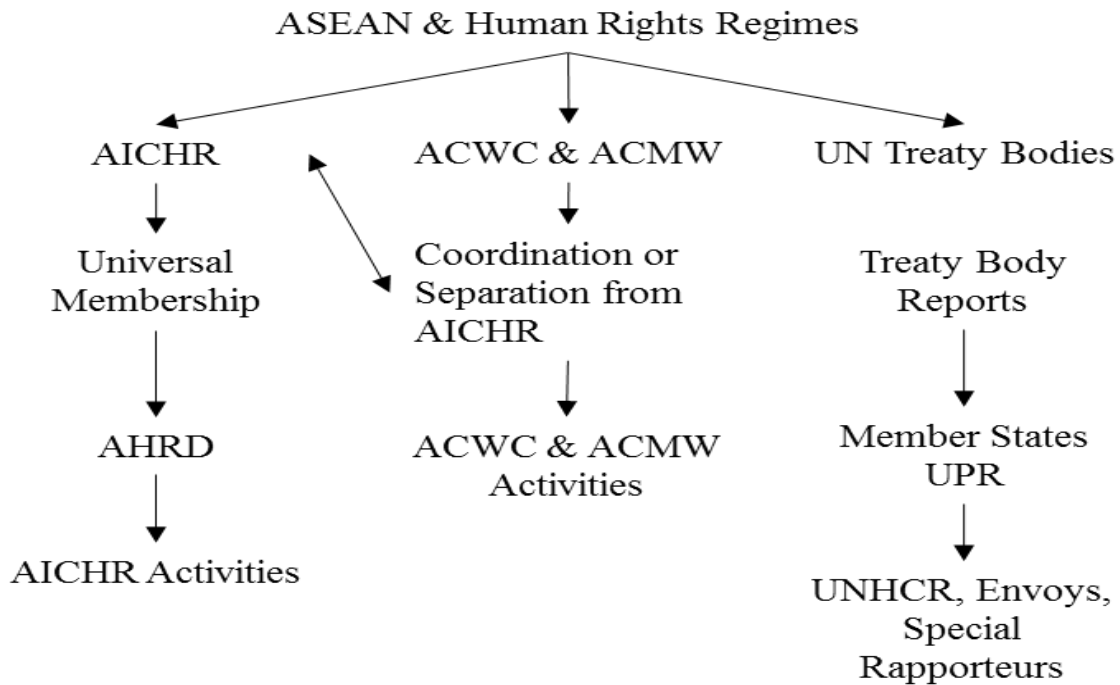 ASEAN & Human Rights Regimes
AICHR
ACWC & ACMW
UN Treaty Bodies
Universal
Membership
Coordination or
Separation from
AICHR
Treaty Body
Reports
AHRD
ACWC & ACMW
Activities
Member States
UPR
AICHR Activities
UNHCR, Envoys,
Special
Rapporteurs